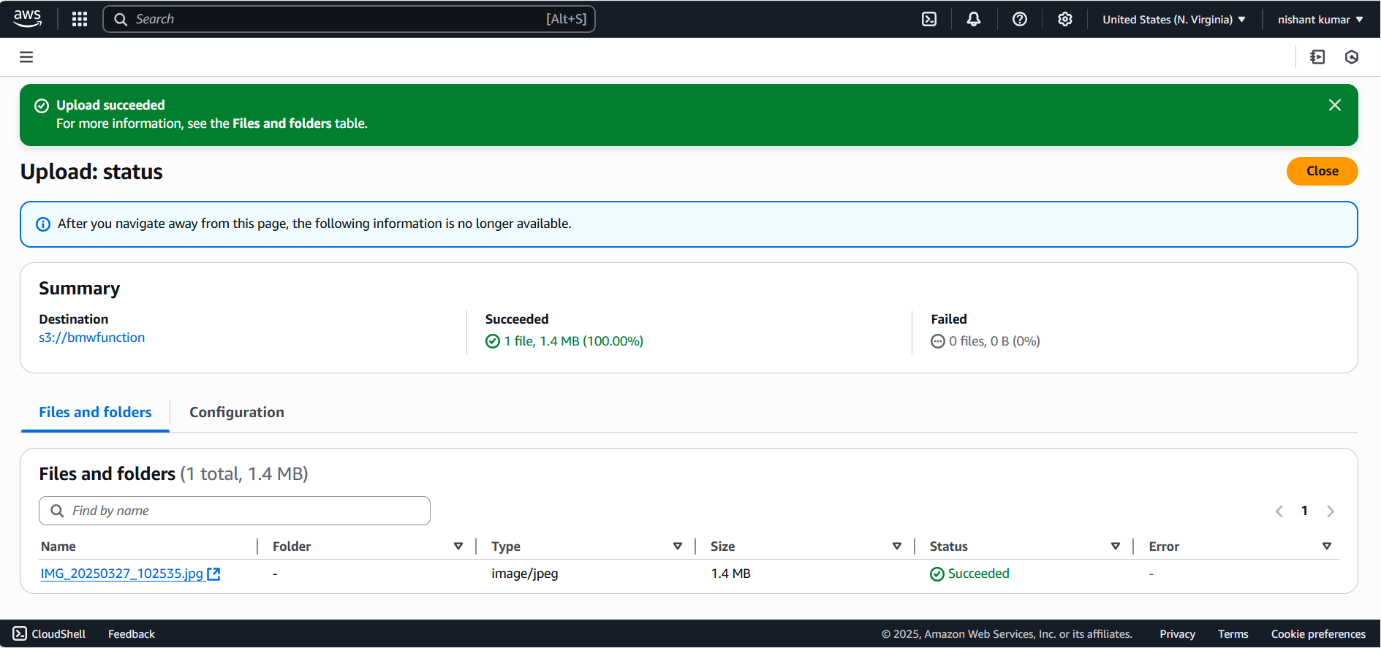 aws
Search [Alt+S]
United States (N. Virginia)
nishant kumar
Upload succeeded
For more information, see the Files and folders table.
Upload: status
Close
After you navigate away from this page, the following information is no longer available.
Summary
Destination
s3://bmwfunction
Succeeded
1 file, 1.4 MB (100.00%)
Failed
0 files, 0 B (0%)
Files and folders
Configuration
Files and folders (1 total, 1.4 MB)
Find by name
1
Name Folder Type Size Status Error
IMG_20250327_102535.jpg - image/jpeg 1.4 MB Succeeded -
CloudShell Feedback © 2025, Amazon Web Services, Inc. or its affiliates. Privacy Terms Cookie preferences